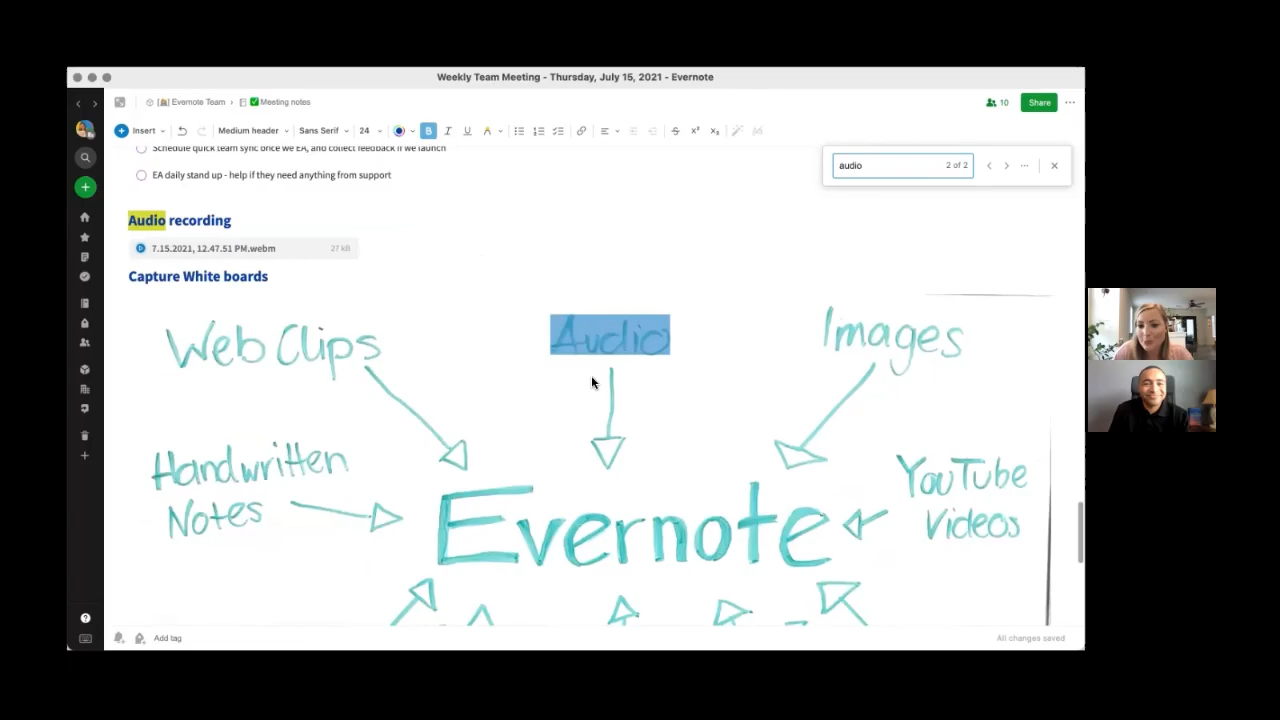 Weekly Team Meeting - Thursday, July 15, 2021 - Evernote
Evernote Team › Meeting notes
10
Share
Insert
Medium header
Sans Serif
24
B I U A
Schedule quick team sync once we EA, and collect feedback if we launch
audio 2 of 2
EA daily stand up - help if they need anything from support
Audio recording
7.15.2021, 12.47.51 PM.webm 27 kB
Capture White boards
Web Clips
Audio
Images
Handwritten
Notes
Evernote
YouTube
Videos
Add tag
All changes saved